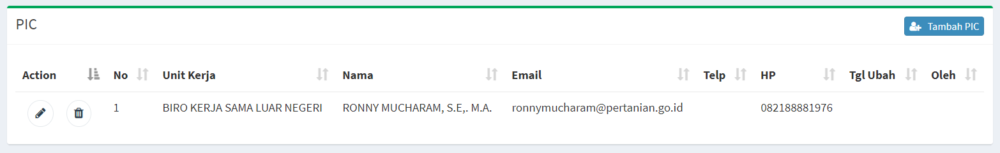 PIC
Tambah PIC
Action No Unit Kerja Nama Email Telp HP Tgl Ubah Oleh
1 BIRO KERJA SAMA LUAR NEGERI RONNY MUCHARAM, S.E,. M.A. ronnymucharam@pertanian.go.id 082188881976